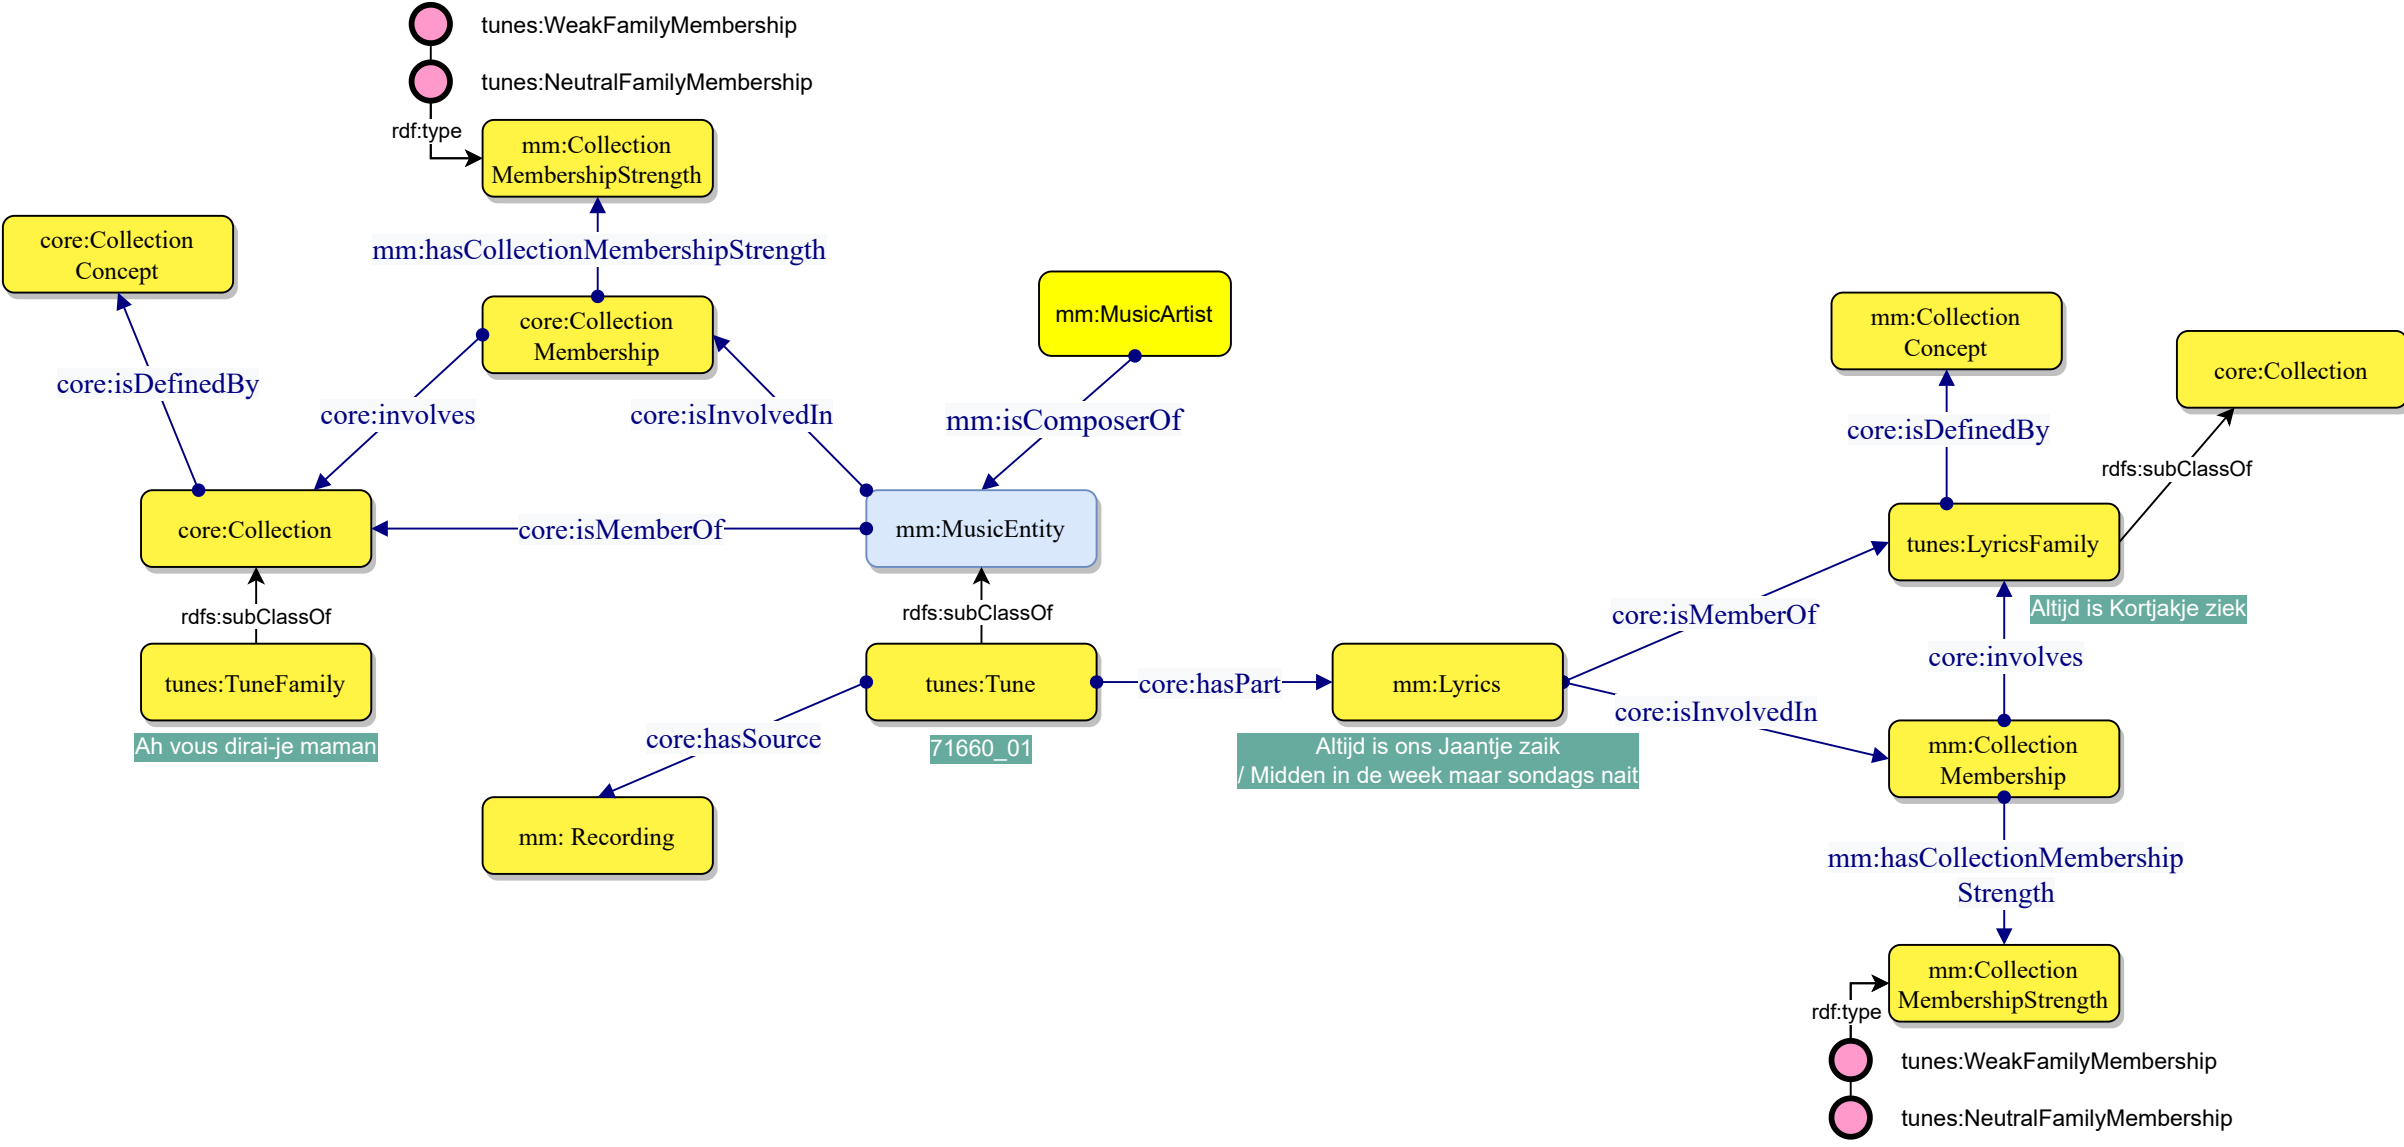 tunes:WeakFamilyMembership
tunes:NeutralFamilyMembership
rdf:type
mm:Collection
MembershipStrength
core:Collection
Concept
mm:hasCollectionMembershipStrength
core:Collection
Membership
mm:MusicArtist
core:isDefinedBy
core:involves
core:isInvolvedIn
mm:isComposerOf
core:Collection
core:isMemberOf
mm:MusicEntity
rdfs:subClassOf
rdfs:subClassOf
tunes:TuneFamily
Ah vous dirai-je maman
tunes:Tune
71660_01
core:hasSource
mm: Recording
core:hasPart
mm:Lyrics
Altijd is ons Jaantje zaik
/ Midden in de week maar sondags nait
mm:Collection
Concept
core:Collection
core:isDefinedBy
rdfs:subClassOf
tunes:LyricsFamily
Altijd is Kortjakje ziek
core:isMemberOf
core:involves
core:isInvolvedIn
mm:Collection
Membership
mm:hasCollectionMembership
Strength
mm:Collection
MembershipStrength
rdf:type
tunes:WeakFamilyMembership
tunes:NeutralFamilyMembership